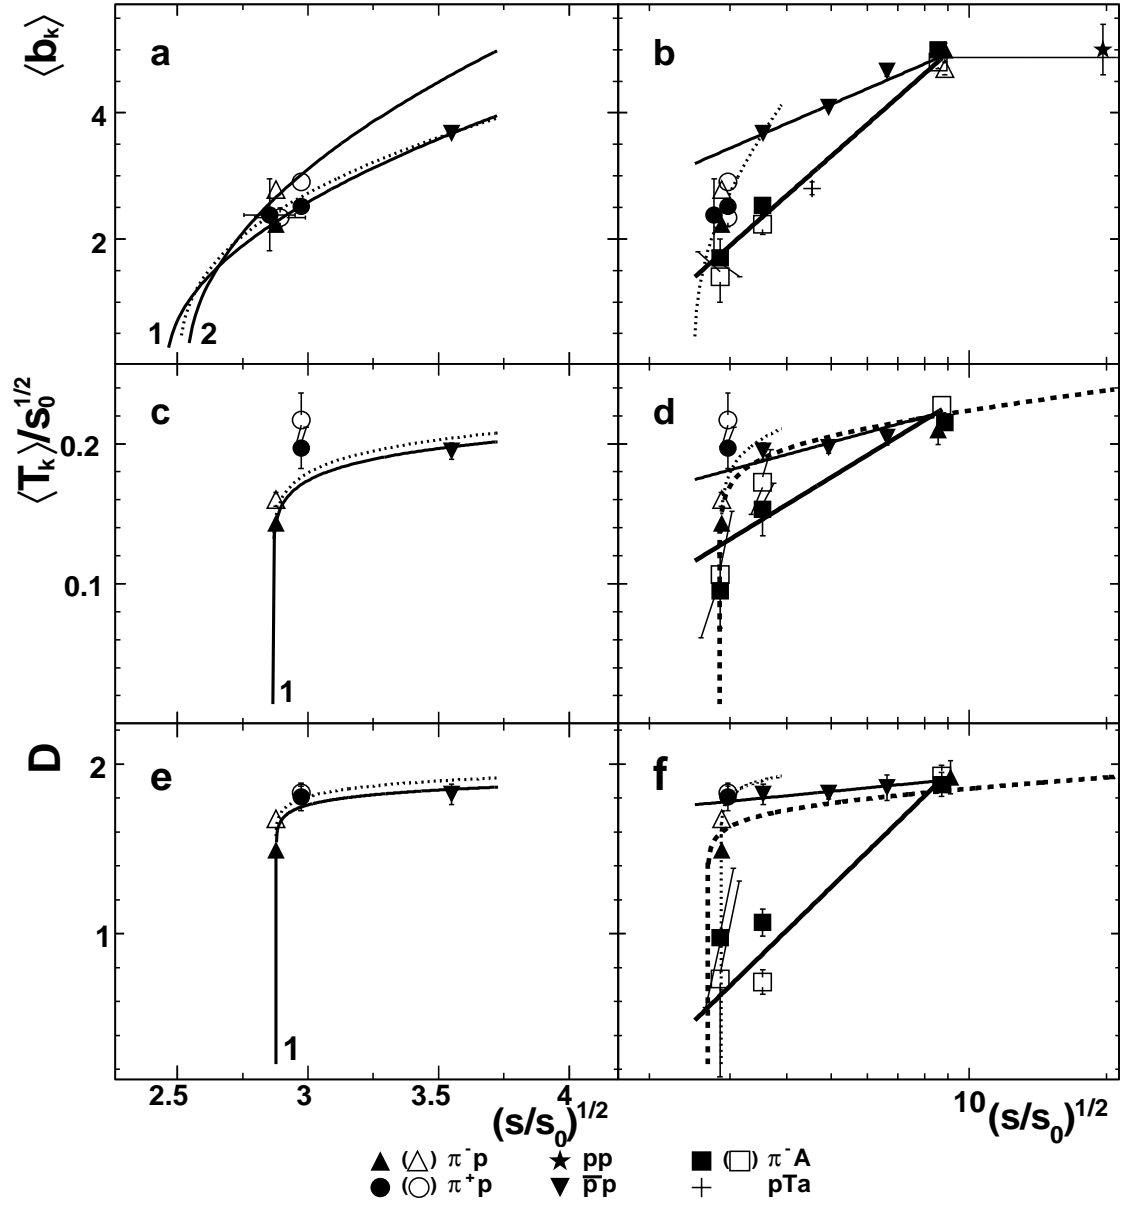 ⟨b_k⟩
a
b
4
2
1
2
⟨T_k⟩/s_0^{1/2}
c
d
0.2
0.1
1
D
e
f
2
1
1
2.5
3
3.5
4
10
(s/s_0)^{1/2}
(s/s_0)^{1/2}
▲ (△) π⁻p ★ pp ■ (□) π⁻A
● (○) π⁺p ▼ p̅p + pTa